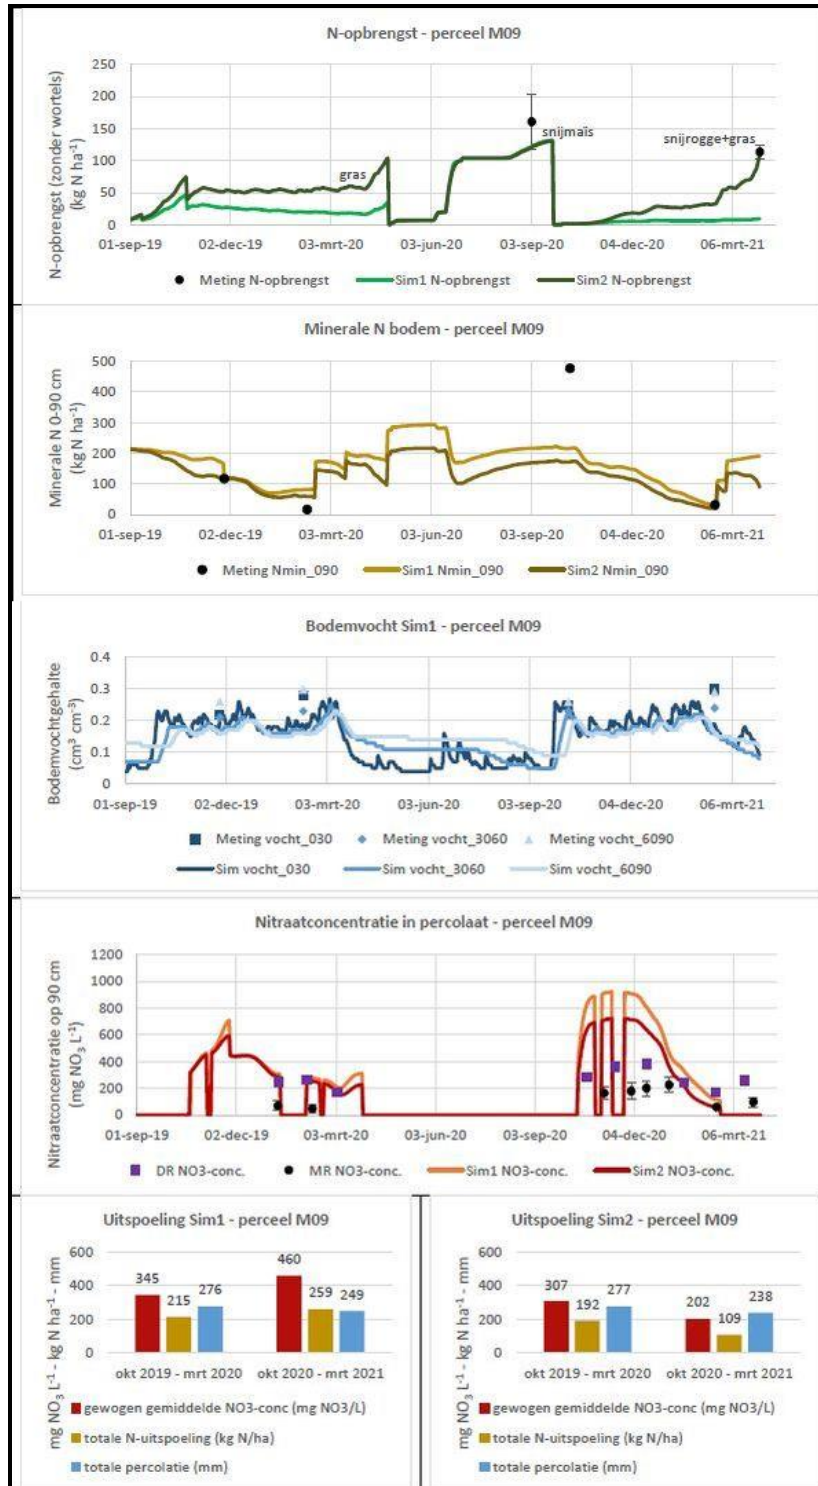 N-opbrengst - perceel M09
N-opbrengst (zonder wortels)
(kg N ha⁻¹)
250
200
150
100
50
0
snijmaïs
snijrogge+gras
gras
01-sep-19 02-dec-19 03-mrt-20 03-jun-20 03-sep-20 04-dec-20 06-mrt-21
Meting N-opbrengst Sim1 N-opbrengst Sim2 N-opbrengst
Minerale N bodem - perceel M09
Minerale N 0-90 cm
(kg N ha⁻¹)
500
400
300
200
100
0
01-sep-19 02-dec-19 03-mrt-20 03-jun-20 03-sep-20 04-dec-20 06-mrt-21
Meting Nmin_090 Sim1 Nmin_090 Sim2 Nmin_090
Bodemvocht Sim1 - perceel M09
Bodemvochtgehalte
(cm³ cm⁻³)
0.4
0.3
0.2
0.1
0
01-sep-19 02-dec-19 03-mrt-20 03-jun-20 03-sep-20 04-dec-20 06-mrt-21
Meting vocht_030 Meting vocht_3060 Meting vocht_6090
Sim vocht_030 Sim vocht_3060 Sim vocht_6090
Nitraatconcentratie in percolaat - perceel M09
Nitraatconcentratie op 90 cm
(mg NO₃ L⁻¹)
1200
1000
800
600
400
200
0
01-sep-19 02-dec-19 03-mrt-20 03-jun-20 03-sep-20 04-dec-20 06-mrt-21
DR NO3-conc. MR NO3-conc. Sim1 NO3-conc. Sim2 NO3-conc.
Uitspoeling Sim1 - perceel M09
mg NO₃ L⁻¹ - kg N ha⁻¹ - mm
600
400
200
0
345 215 276 460 259 249
okt 2019 - mrt 2020 okt 2020 - mrt 2021
gewogen gemiddelde NO3-conc (mg NO3/L)
totale N-uitspoeling (kg N/ha)
totale percolatie (mm)
Uitspoeling Sim2 - perceel M09
mg NO₃ L⁻¹ - kg N ha⁻¹ - mm
600
400
200
0
307 192 277 202 109 238
okt 2019 - mrt 2020 okt 2020 - mrt 2021
gewogen gemiddelde NO3-conc (mg NO3/L)
totale N-uitspoeling (kg N/ha)
totale percolatie (mm)